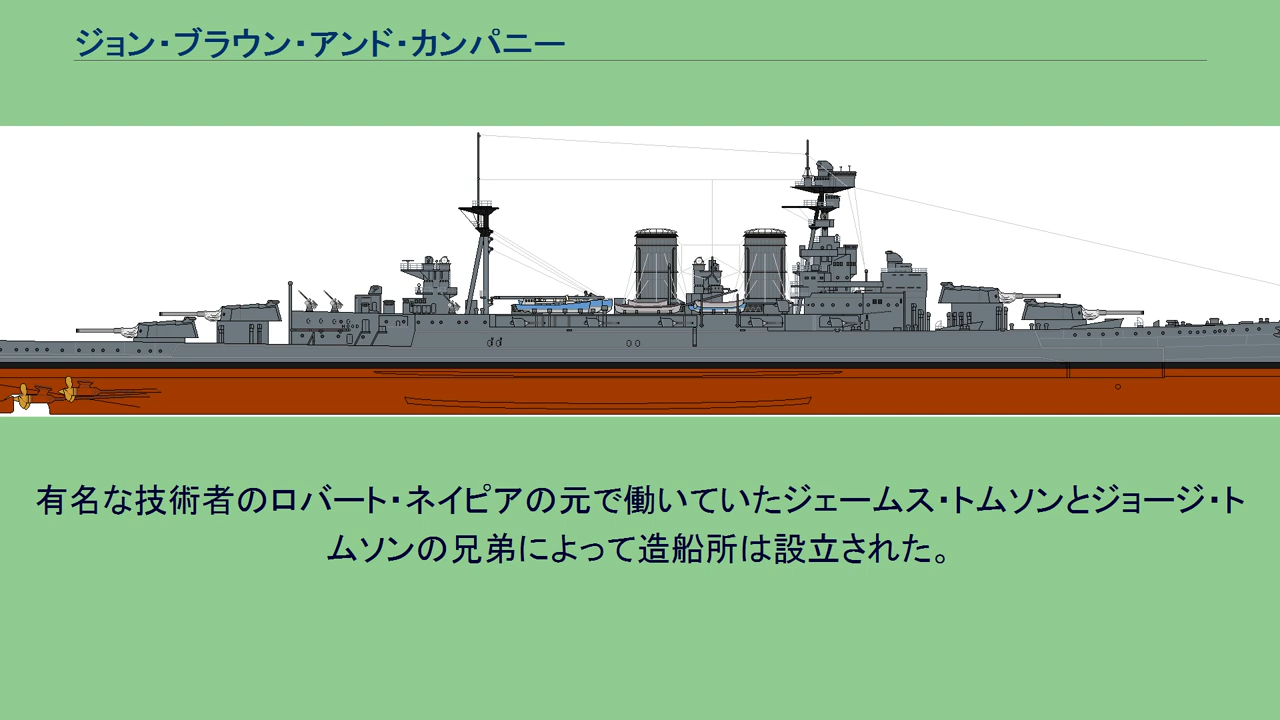 ジョン・ブラウン・アンド・カンパニー
有名な技術者のロバート・ネイピアの元で働いていたジェームス・トムソンとジョージ・ト
ムソンの兄弟によって造船所は設立された。